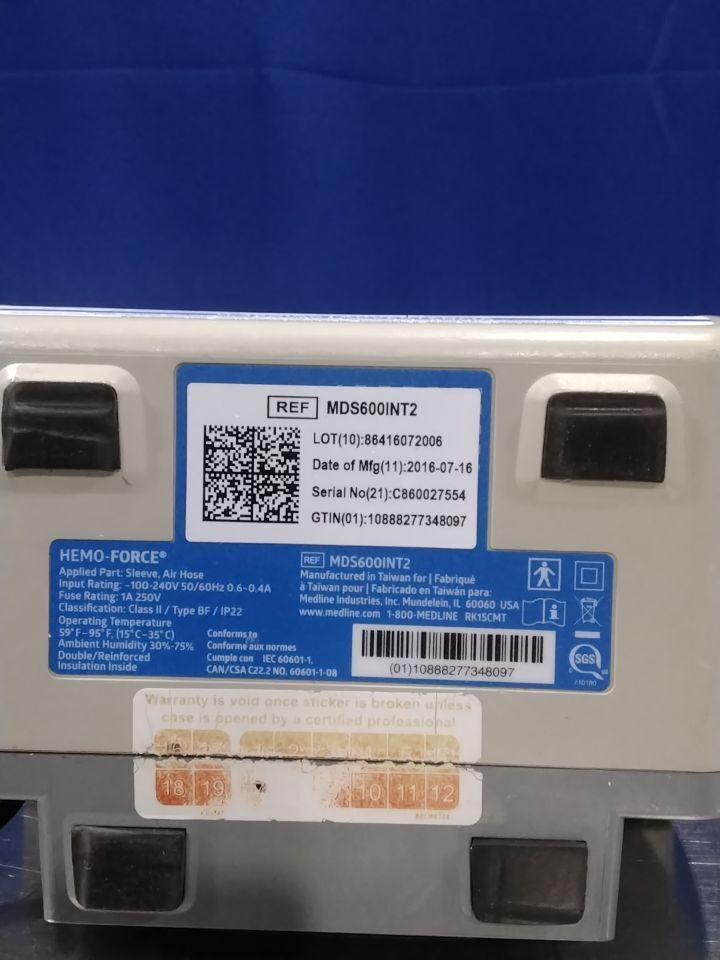 REF MDS600INT2
LOT(10):86416072006
Date of Mfg(11):2016-07-16
Serial No(21):C860027554
GTIN(01):10888277348097
HEMO-FORCE®
Applied Part: Sleeve, Air Hose
Input Rating: ~100-240V 50/60Hz 0.6~0.4A
Fuse Rating: 1A 250V
Classification: Class II / Type BF / IP22
Operating Temperature
59°F~95°F, (15°C~35°C)
Ambient Humidity 30%-75%
Double/Reinforced
Insulation Inside
Conforms to
Conforme aux normes
Cumple con IEC 60601-1.
CAN/CSA C22.2 NO. 60601-1-08
REF MDS600INT2
Manufactured in Taiwan for | Fabriqué
à Taiwan pour | Fabricado en Taiwán para:
Medline Industries, Inc. Mundelein, IL 60060 USA
www.medline.com 1-800-MEDLINE RK15CMT
(01)10888277348097
SGS
Warranty is void once sticker is broken unless
case is opened by a certified professional
16 17
18 19 10 11 12
MONTH